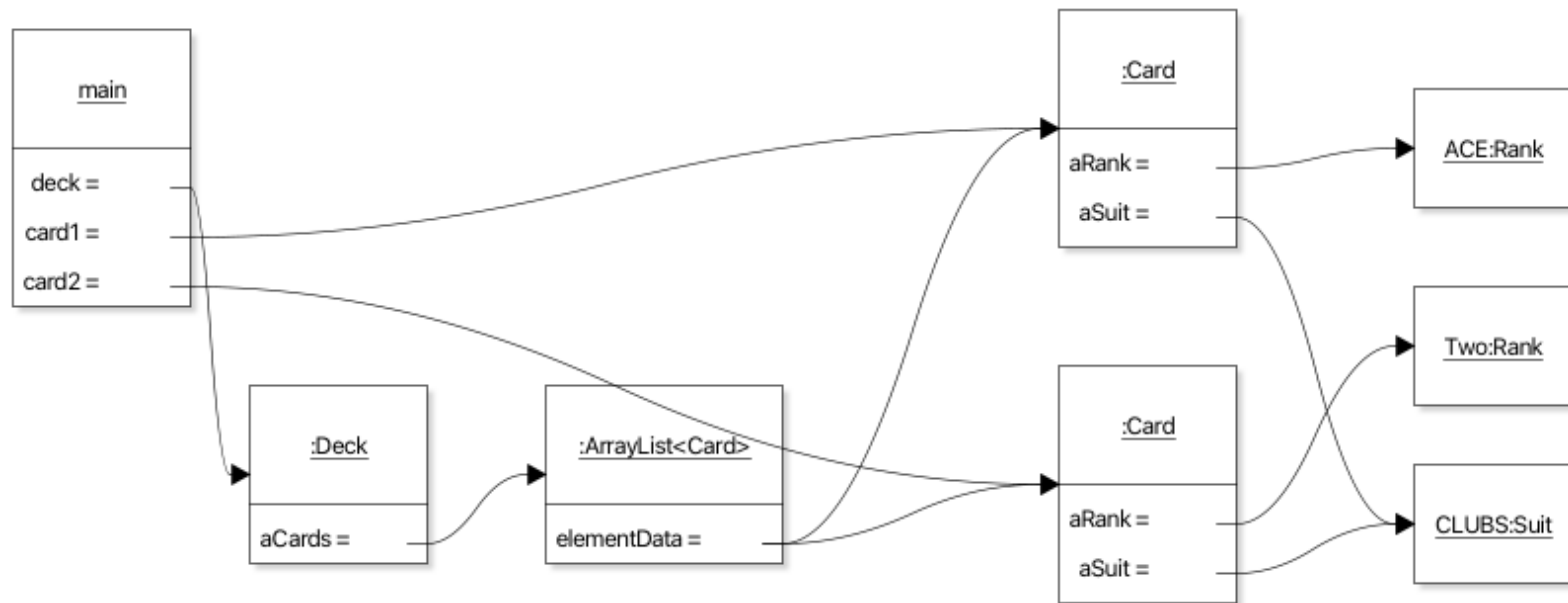 main
deck =
card1 =
card2 =
:Deck
aCards =
:ArrayList<Card>
elementData =
:Card
aRank =
aSuit =
:Card
aRank =
aSuit =
ACE:Rank
Two:Rank
CLUBS:Suit